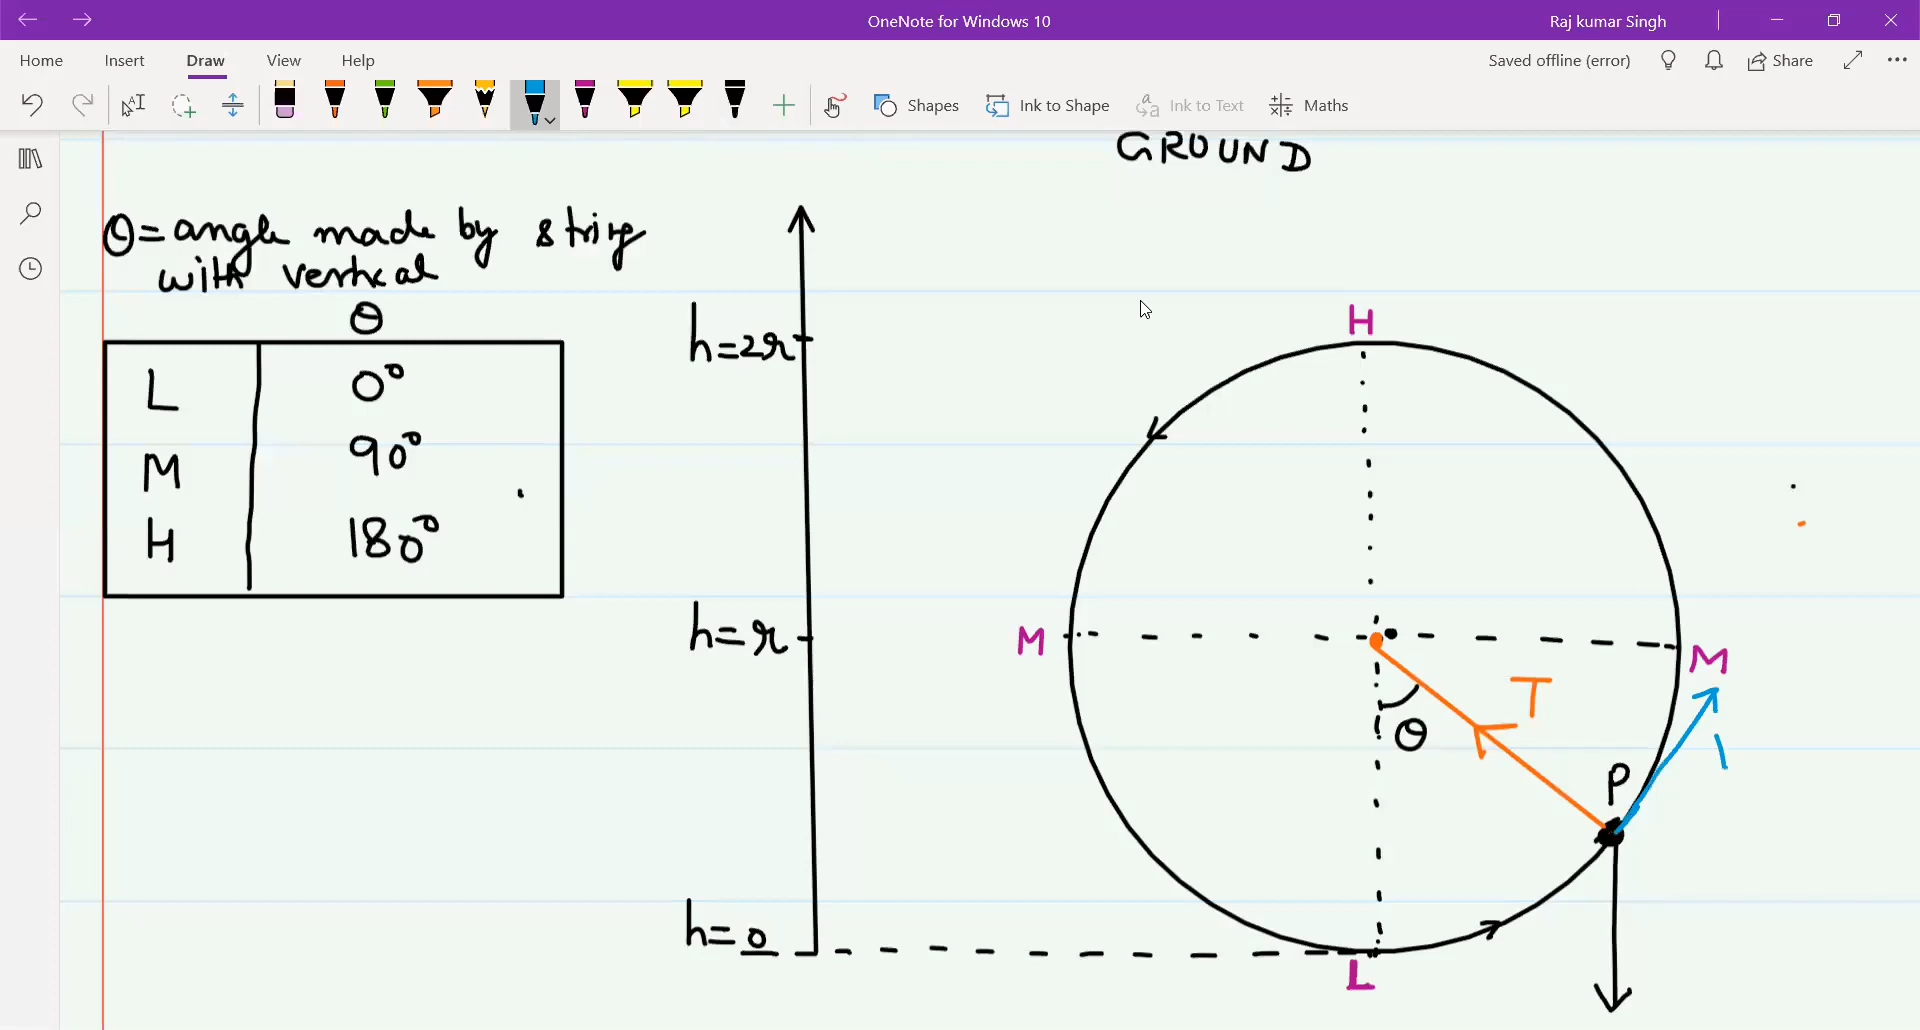 OneNote for Windows 10
Raj kumar Singh
Home Insert Draw View Help
Saved offline (error)
Share
Shapes
Ink to Shape
Ink to Text
Maths
GROUND
θ = angle made by string
with vertical
θ
L 0°
M 90°
H 180°
h=2r
h=r
h=0
H
M
M
T
θ
P
L